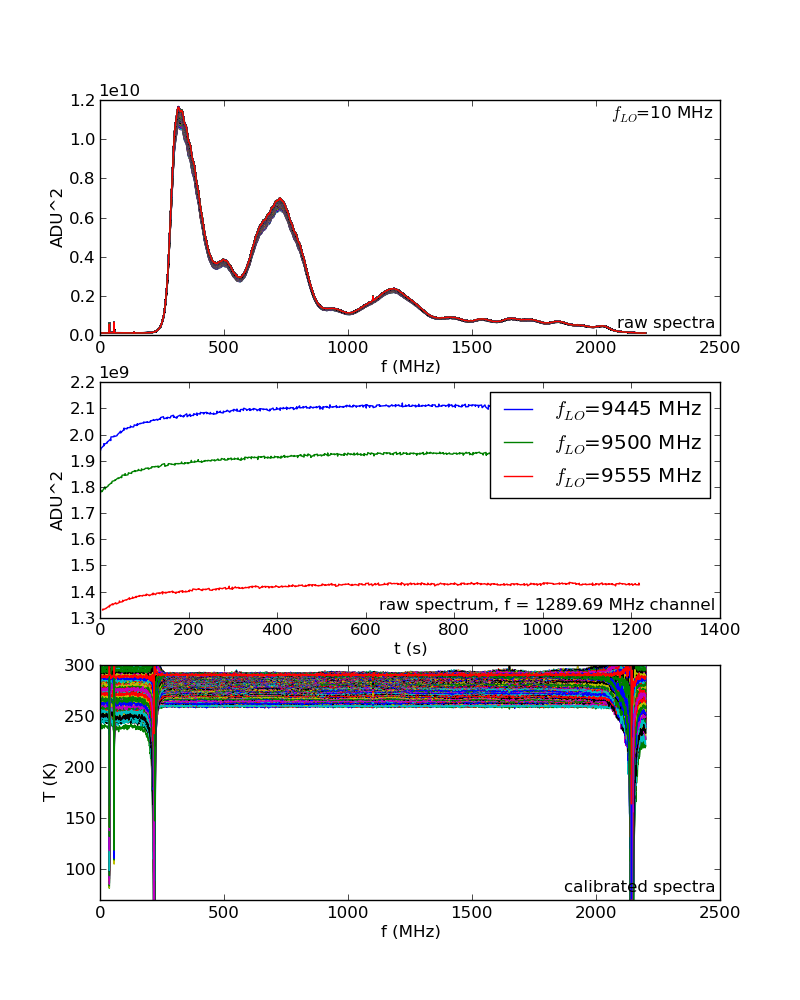 1e10
1.2
1.0
0.8
0.6
0.4
0.2
0.0
ADU^2
f_LO=10 MHz
raw spectra
0 500 1000 1500 2000 2500
f (MHz)
1e9
2.2
2.1
2.0
1.9
1.8
1.7
1.6
1.5
1.4
1.3
ADU^2
f_LO=9445 MHz
f_LO=9500 MHz
f_LO=9555 MHz
raw spectrum, f = 1289.69 MHz channel
0 200 400 600 800 1000 1200 1400
t (s)
300
250
200
150
100
T (K)
calibrated spectra
0 500 1000 1500 2000 2500
f (MHz)